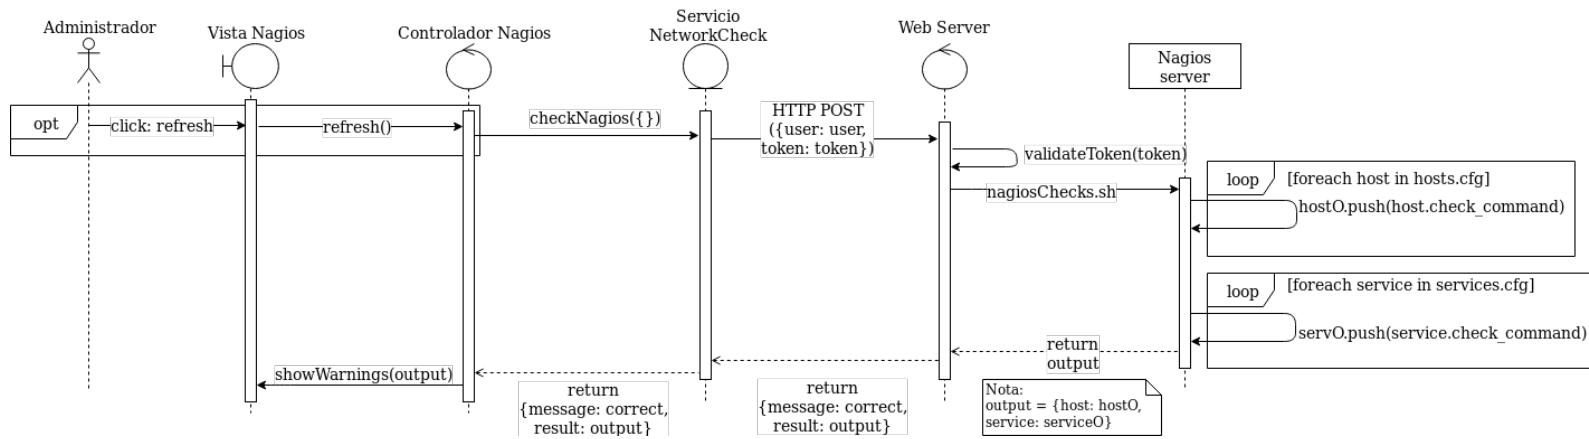 Administrador
Vista Nagios
Controlador Nagios
Servicio
NetworkCheck
Web Server
Nagios
server
opt
click: refresh
refresh()
checkNagios({})
HTTP POST
({user: user,
token: token})
validateToken(token)
nagiosChecks.sh
loop
[foreach host in hosts.cfg]
hostO.push(host.check_command)
loop
[foreach service in services.cfg]
servO.push(service.check_command)
return
output
showWarnings(output)
return
{message: correct,
result: output}
return
{message: correct,
result: output}
Nota:
output = {host: hostO,
service: serviceO}